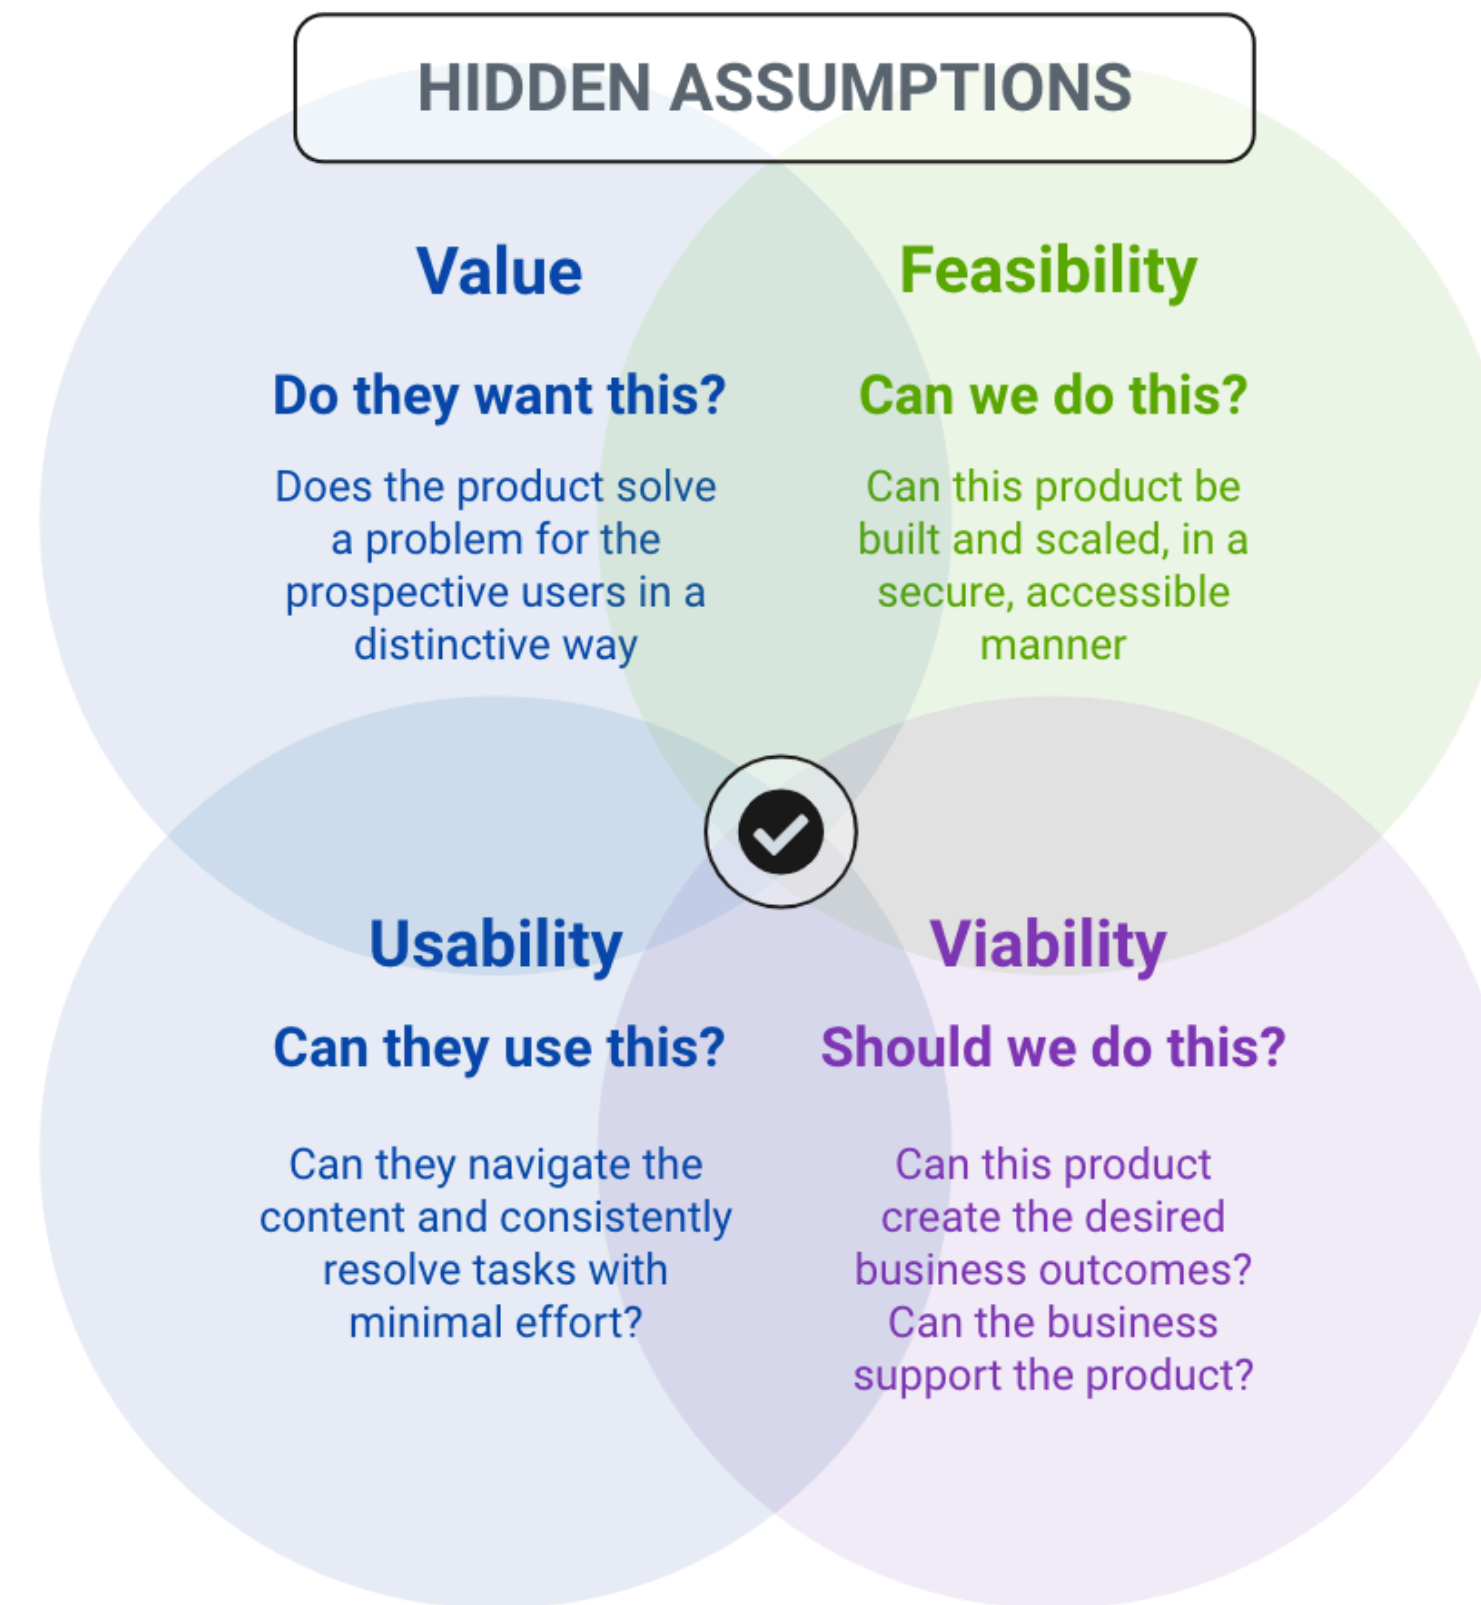 HIDDEN ASSUMPTIONS
Value
Do they want this?
Does the product solve
a problem for the
prospective users in a
distinctive way
Feasibility
Can we do this?
Can this product be
built and scaled, in a
secure, accessible
manner
Usability
Can they use this?
Can they navigate the
content and consistently
resolve tasks with
minimal effort?
Viability
Should we do this?
Can this product
create the desired
business outcomes?
Can the business
support the product?